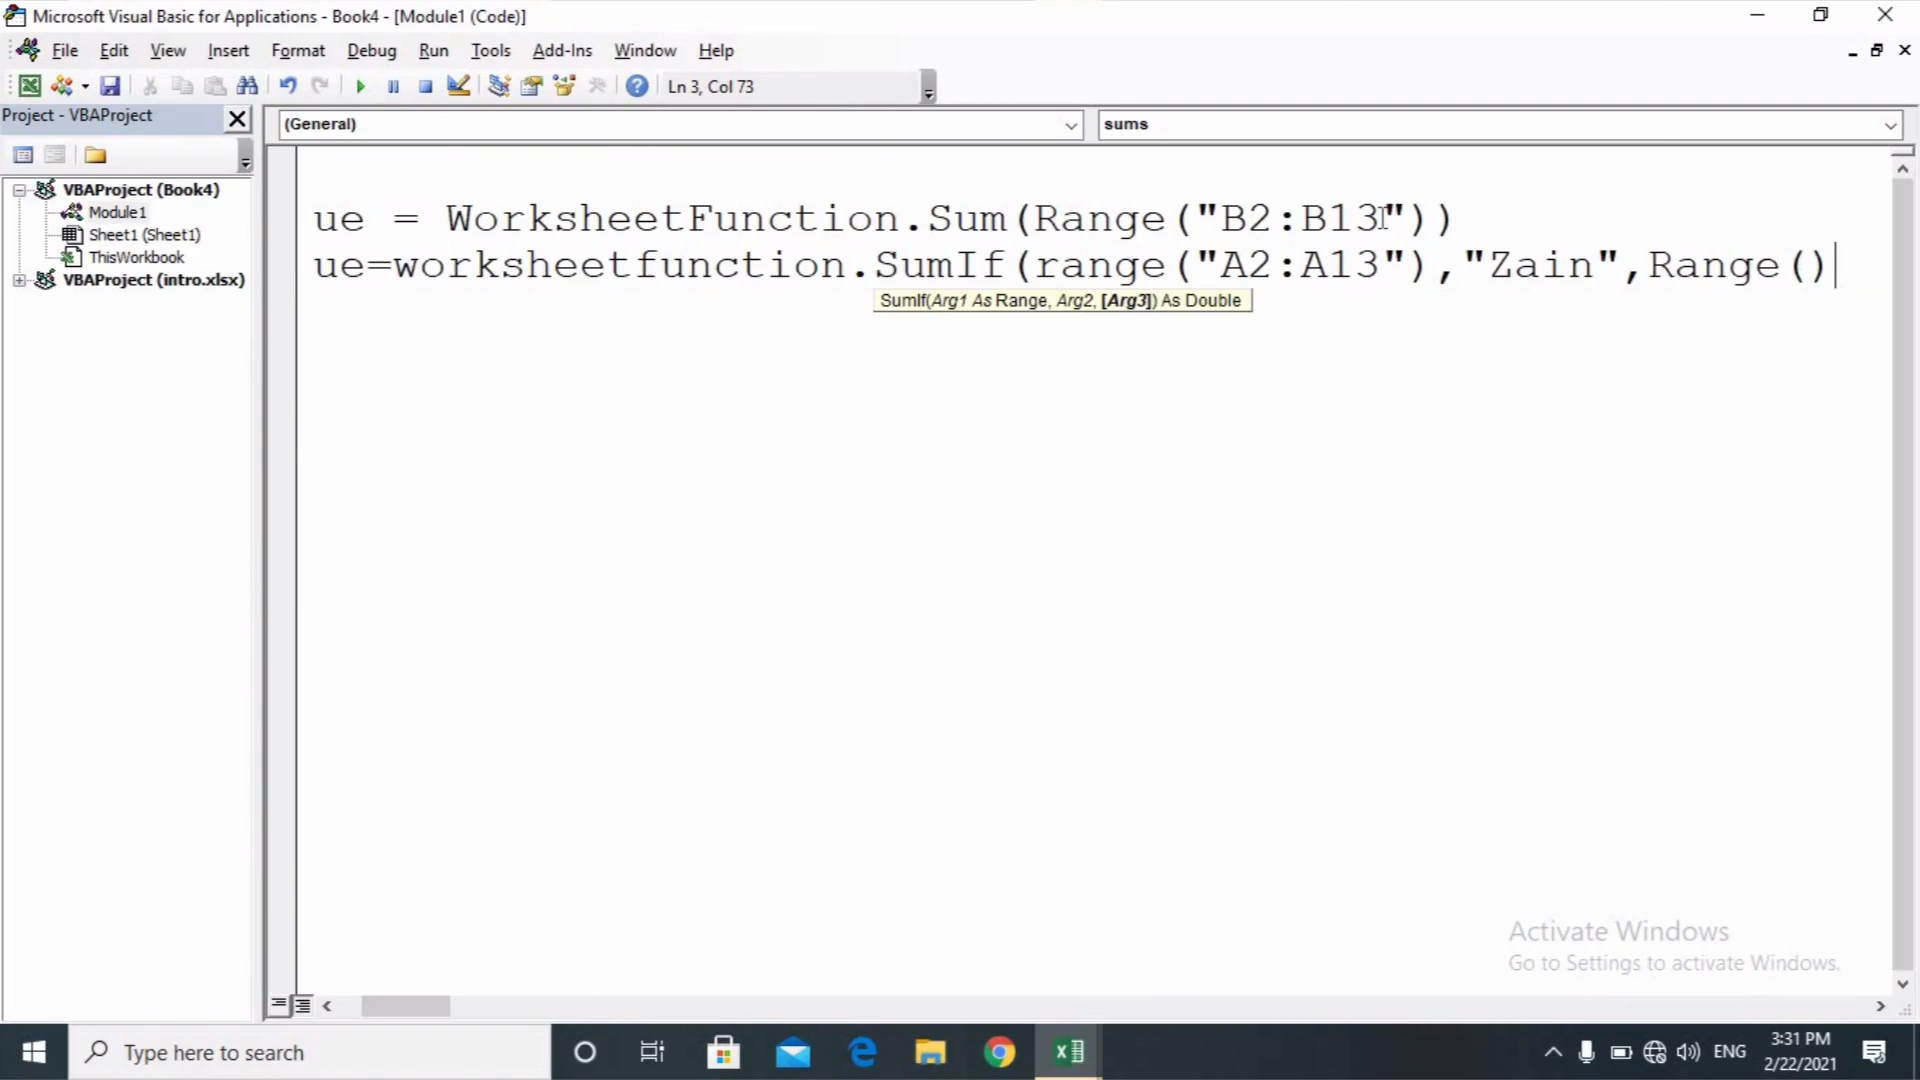 Microsoft Visual Basic for Applications - Book4 - [Module1 (Code)]
File Edit View Insert Format Debug Run Tools Add-Ins Window Help
Ln 3, Col 73
Project - VBAProject
(General)
sums
VBAProject (Book4)
Module1
Sheet1 (Sheet1)
ThisWorkbook
VBAProject (intro.xlsx)
ue = WorksheetFunction.Sum(Range("B2:B13"))
ue=worksheetfunction.SumIf(range("A2:A13"),"Zain",Range()
SumIf(Arg1 As Range, Arg2, [Arg3]) As Double
Activate Windows
Go to Settings to activate Windows.
Type here to search
ENG
3:31 PM
2/22/2021